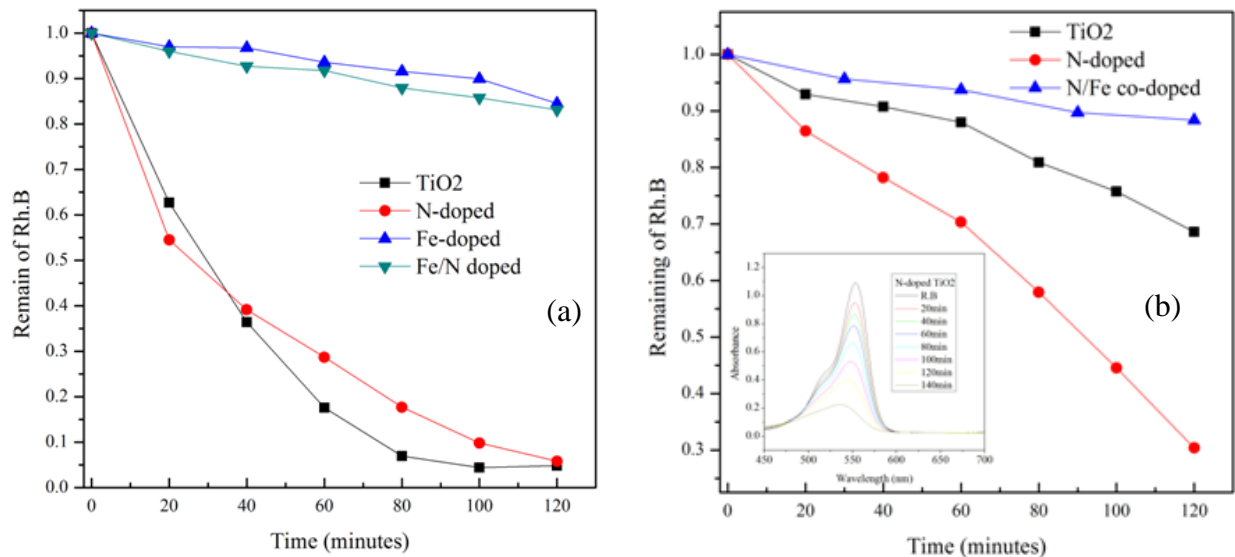 1.0
0.9
0.8
0.7
0.6
0.5
0.4
0.3
0.2
0.1
0.0
Remain of Rh.B
TiO2
N-doped
Fe-doped
Fe/N doped
(a)
0 20 40 60 80 100 120
Time (minutes)
TiO2
N-doped
N/Fe co-doped
1.0
0.9
0.8
0.7
0.6
0.5
0.4
0.3
Remaining of Rh.B
(b)
1.2
1.0
0.8
0.6
0.4
0.2
0.0
Absorbance
N-doped TiO2
R.B
20min
40min
60min
80min
100min
120min
140min
450 500 550 600 650 700
Wavelength (nm)
0 20 40 60 80 100 120
Time (minutes)